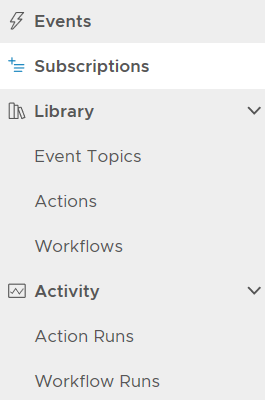 Events
Subscriptions
Library
Event Topics
Actions
Workflows
Activity
Action Runs
Workflow Runs